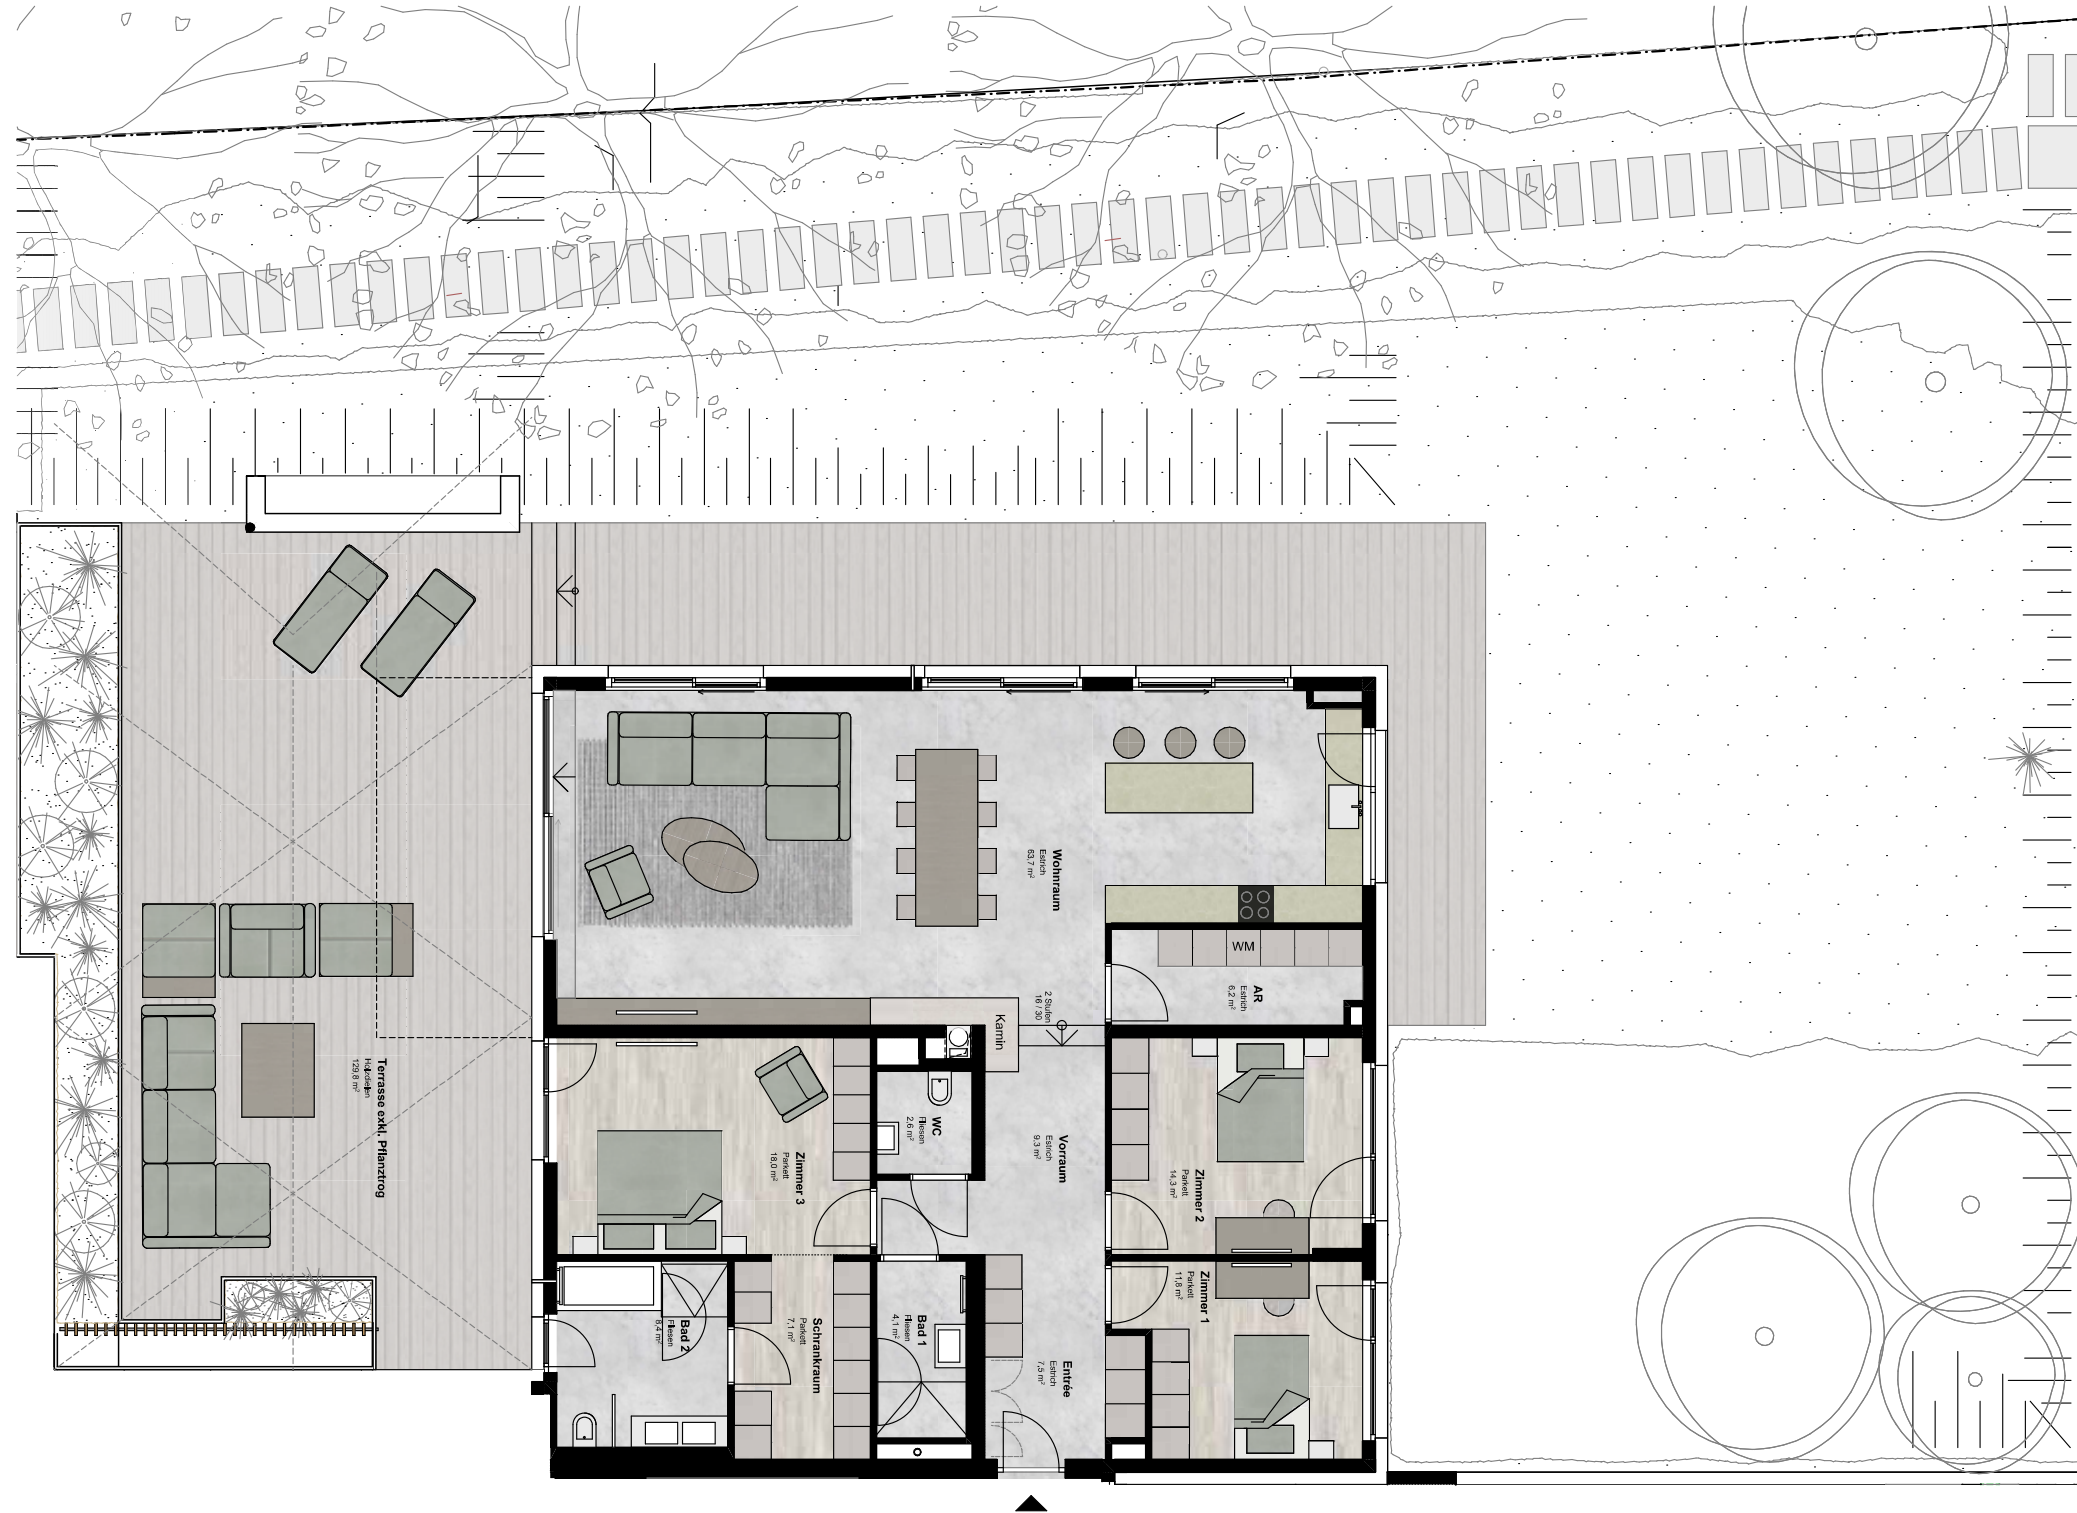 Wohnraum
Estrich
63,7 m²
WM
AR
Estrich
6,2 m²
2 Stufen
16 / 30
Kamin
Terrasse exkl. Pflanztrog
Holzdielen
129,8 m²
Zimmer 3
Parkett
18,0 m²
WC
Fliesen
2,6 m²
Vorraum
Estrich
9,3 m²
Zimmer 2
Parkett
14,3 m²
Bad 2
Fliesen
8,4 m²
Schrankraum
Parkett
7,1 m²
Bad 1
Fliesen
4,1 m²
Entrée
Estrich
7,5 m²
Zimmer 1
Parkett
11,8 m²